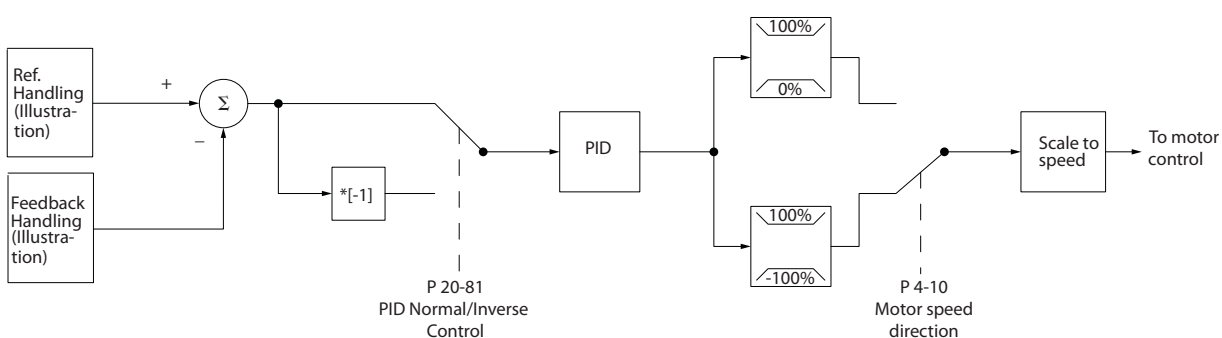 Ref.
Handling
(Illustra-
tion)
Feedback
Handling
(Illustra-
tion)
+
−
Σ
*[-1]
P 20-81
PID Normal/Inverse
Control
PID
100%
0%
100%
-100%
P 4-10
Motor speed
direction
Scale to
speed
To motor
control